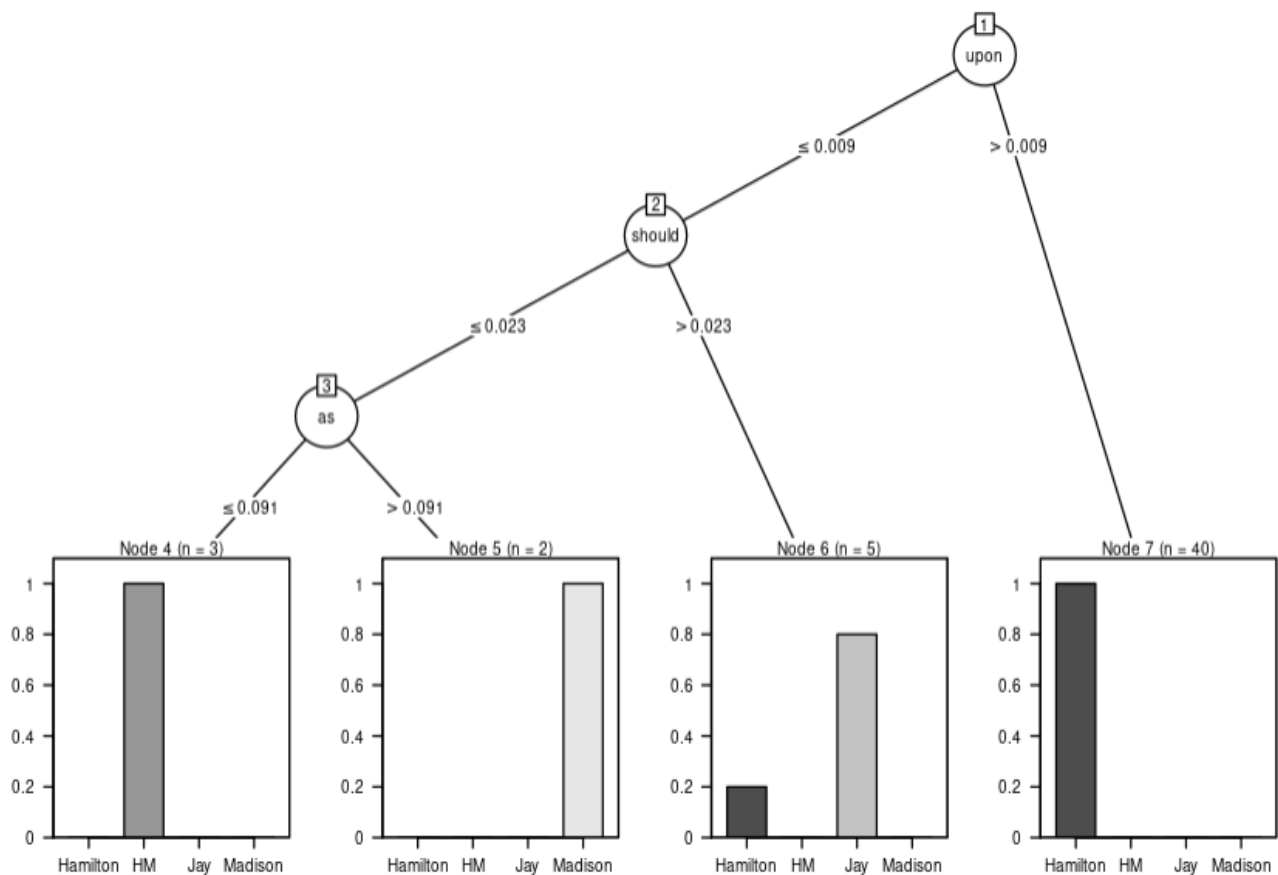 1
upon
≤ 0.009 > 0.009
2
should
≤ 0.023 > 0.023
3
as
≤ 0.091 > 0.091
Node 4 (n = 3) Node 5 (n = 2) Node 6 (n = 5) Node 7 (n = 40)
1 1 1 1
0.8 0.8 0.8 0.8
0.6 0.6 0.6 0.6
0.4 0.4 0.4 0.4
0.2 0.2 0.2 0.2
0 0 0 0
Hamilton HM Jay Madison Hamilton HM Jay Madison Hamilton HM Jay Madison Hamilton HM Jay Madison